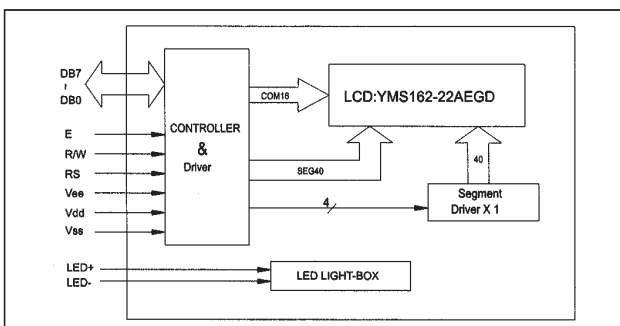 DB7
~
DB0
E
R/W
RS
Vee
Vdd
Vss
LED+
LED-
CONTROLLER
&
Driver
COM16
SEG40
4
LCD:YMS162-22AEGD
40
Segment
Driver X 1
LED LIGHT-BOX